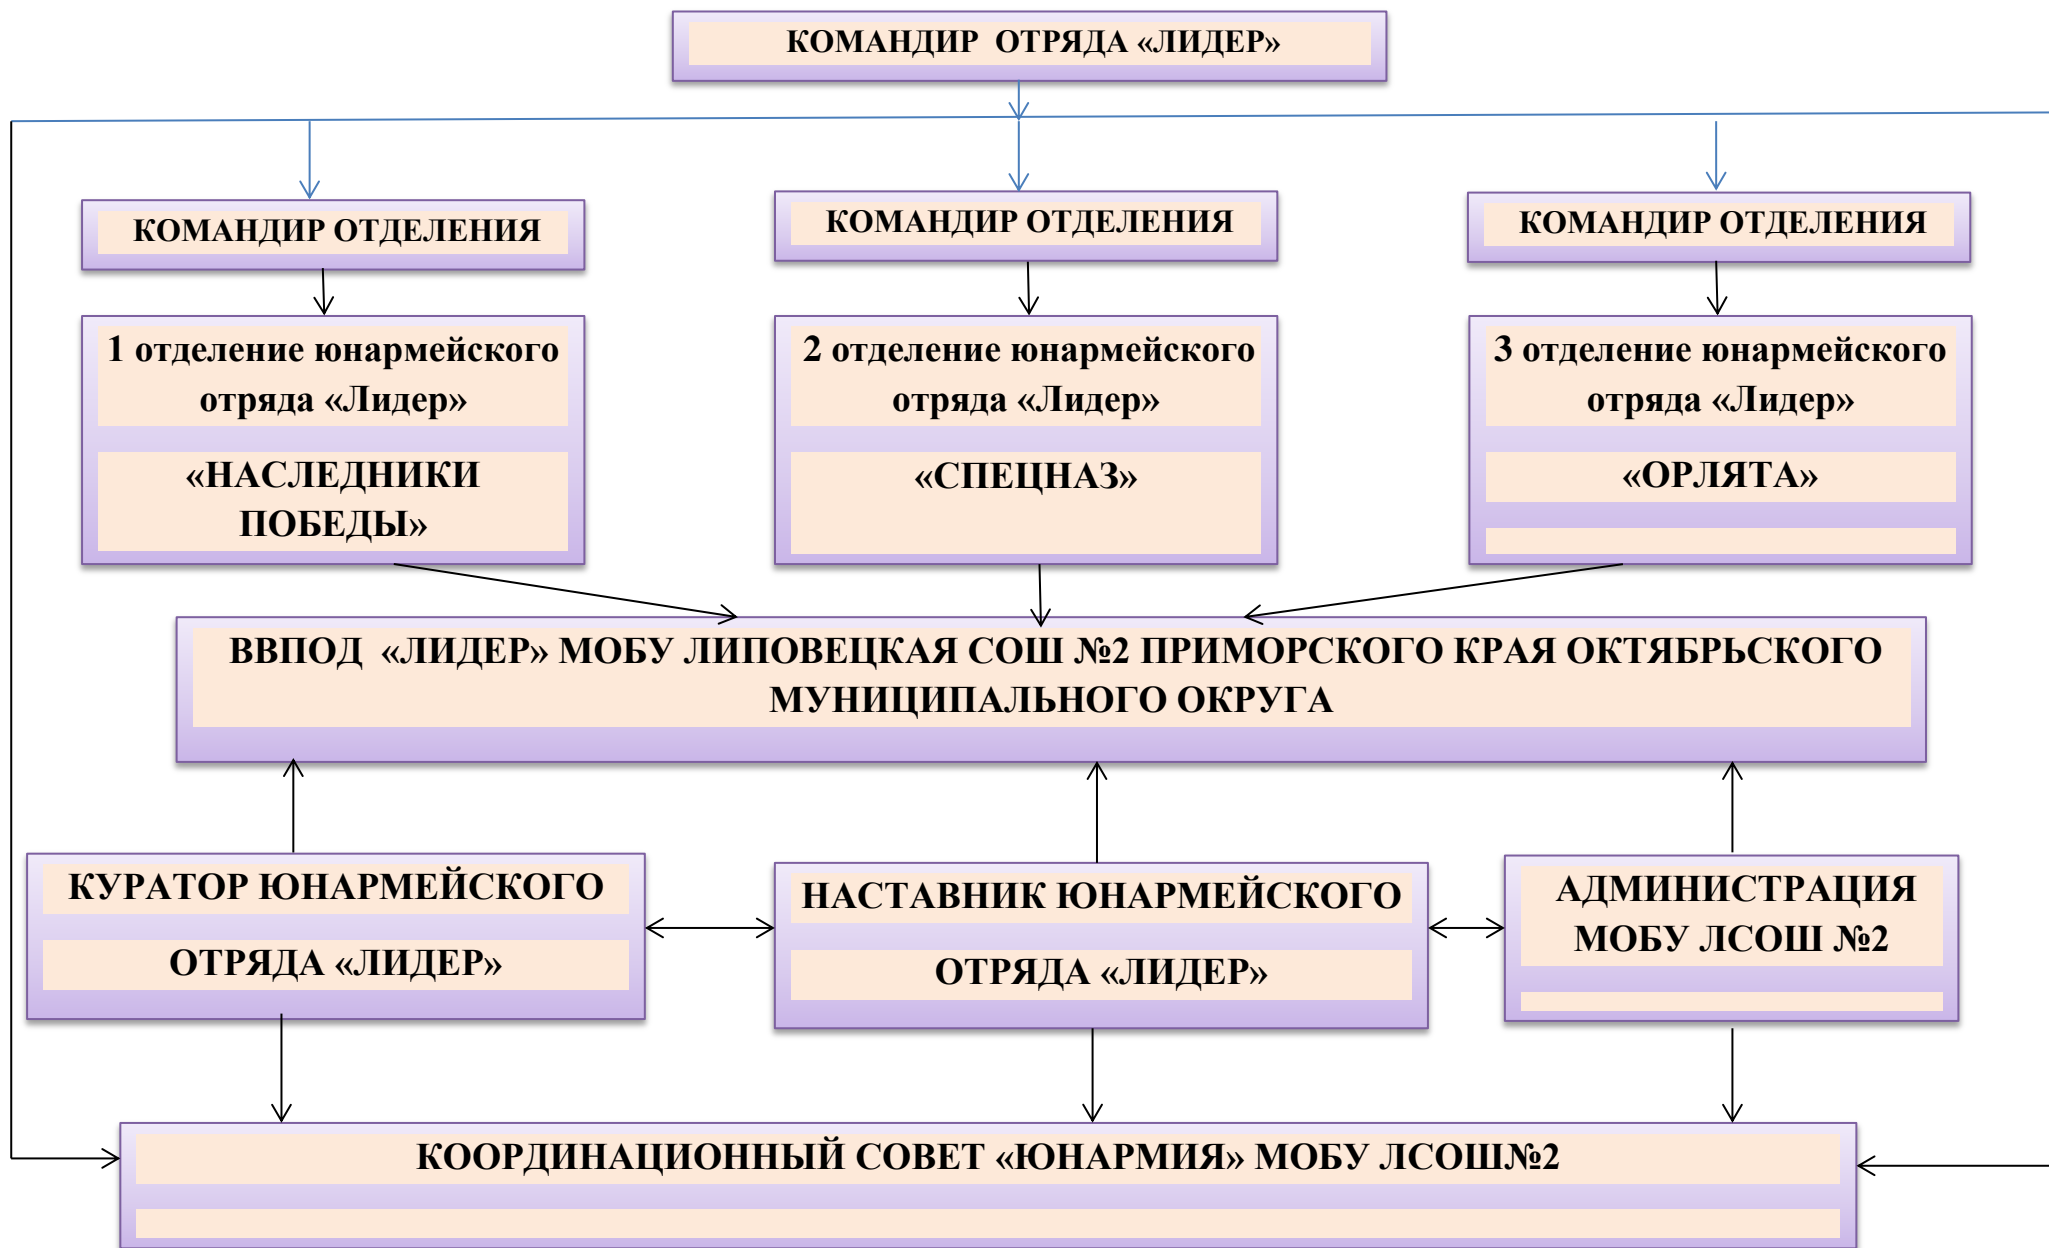 КОМАНДИР ОТРЯДА «ЛИДЕР»
КОМАНДИР ОТДЕЛЕНИЯ
КОМАНДИР ОТДЕЛЕНИЯ
КОМАНДИР ОТДЕЛЕНИЯ
1 отделение юнармейского
отряда «Лидер»
«НАСЛЕДНИКИ
ПОБЕДЫ»
2 отделение юнармейского
отряда «Лидер»
«СПЕЦНАЗ»
3 отделение юнармейского
отряда «Лидер»
«ОРЛЯТА»
ВВПОД «ЛИДЕР» МОБУ ЛИПОВЕЦКАЯ СОШ №2 ПРИМОРСКОГО КРАЯ ОКТЯБРЬСКОГО
МУНИЦИПАЛЬНОГО ОКРУГА
КУРАТОР ЮНАРМЕЙСКОГО
ОТРЯДА «ЛИДЕР»
НАСТАВНИК ЮНАРМЕЙСКОГО
ОТРЯДА «ЛИДЕР»
АДМИНИСТРАЦИЯ
МОБУ ЛСОШ №2
КООРДИНАЦИОННЫЙ СОВЕТ «ЮНАРМИЯ» МОБУ ЛСОШ№2